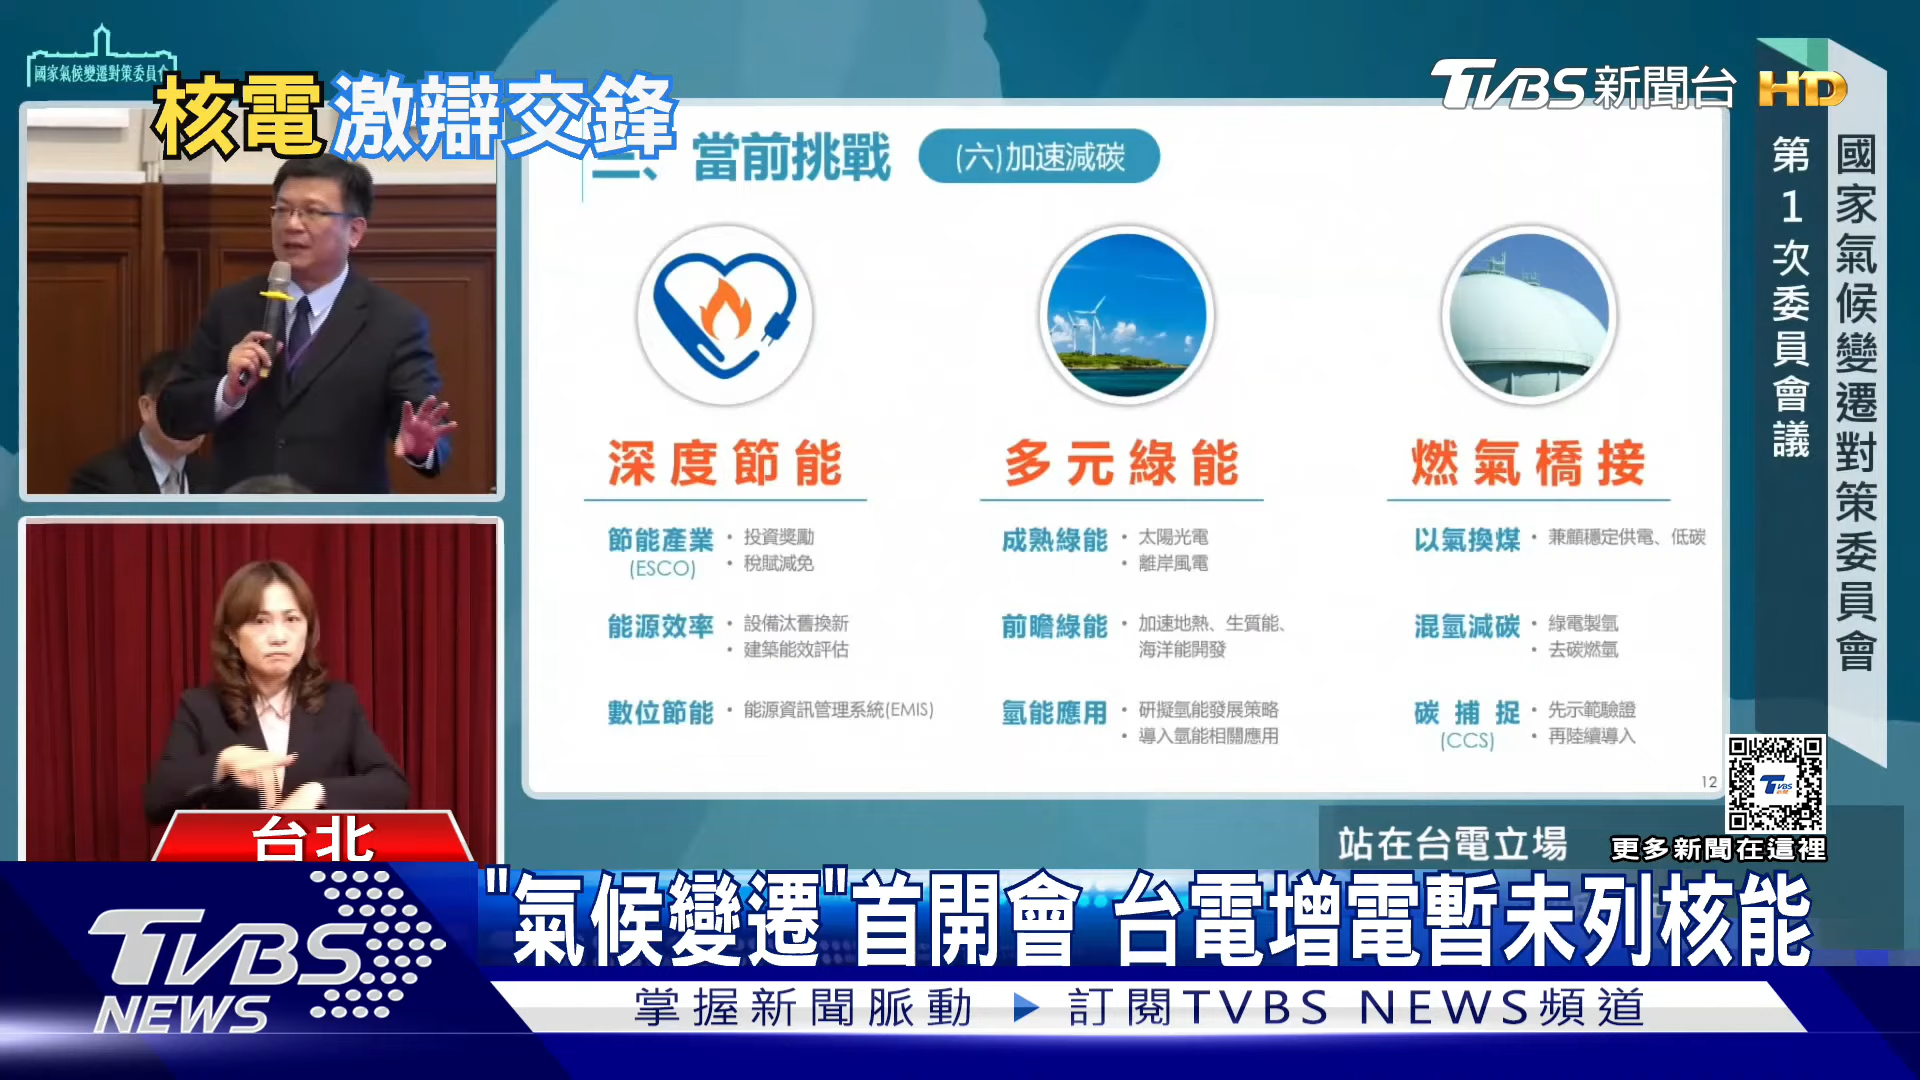 國家氣候變遷對策委員會
核電激辯交鋒
TVBS新聞台 HD
三、當前挑戰
(六)加速減碳
深度節能
節能產業
(ESCO)
・投資獎勵
・稅賦減免
能源效率
・設備汰舊換新
・建築能效評估
數位節能
・能源資訊管理系統(EMIS)
多元綠能
成熟綠能
・太陽光電
・離岸風電
前瞻綠能
・加速地熱、生質能、
海洋能開發
氫能應用
・研擬氫能發展策略
・導入氫能相關應用
燃氣橋接
以氣換煤
・兼顧穩定供電、低碳
混氫減碳
・綠電製氫
・去碳燃氫
碳捕捉
(CCS)
・先示範驗證
・再陸續導入
12
國家氣候變遷對策委員會
第1次委員會議
TVBS
新聞
站在台電立場
更多新聞在這裡
台北
"氣候變遷"首開會 台電增電暫未列核能
TVBS
NEWS
掌握新聞脈動 ▶ 訂閱TVBS NEWS頻道